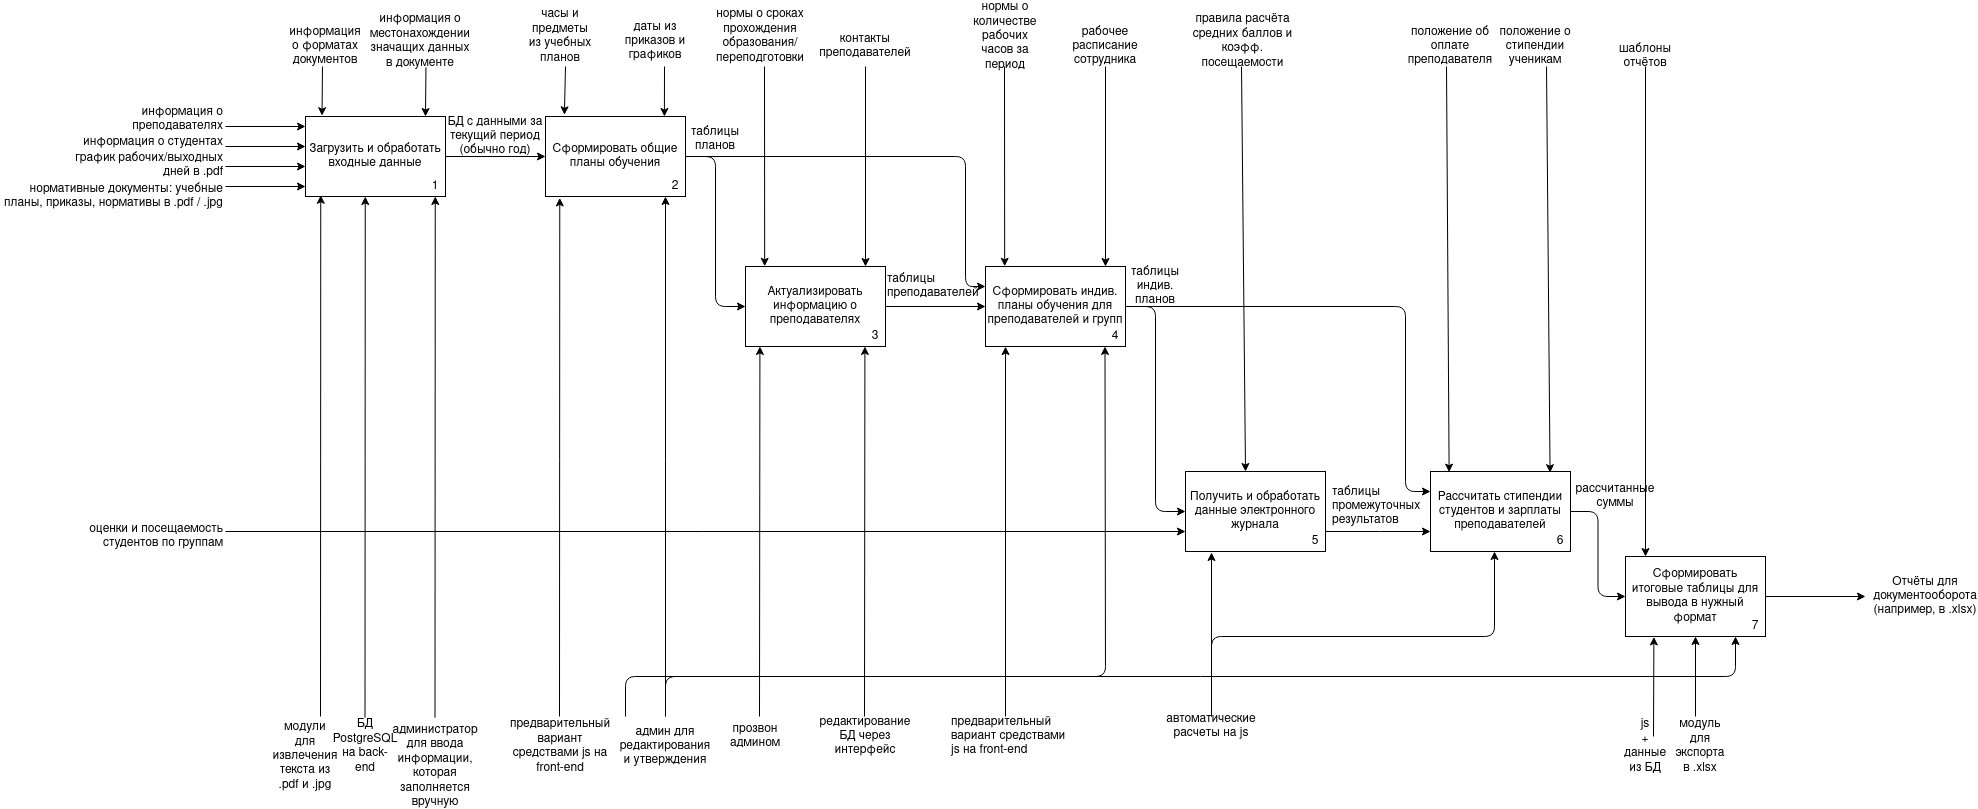 информация
о форматах
документов
информация о
местонахождении
значащих данных
в документе
часы и
предметы
из учебных
планов
даты из
приказов и
графиков
нормы о сроках
прохождения
образования/
переподготовки
контакты
преподавателей
нормы о
количестве
рабочих
часов за
период
рабочее
расписание
сотрудника
правила расчёта
средних баллов и
коэфф.
посещаемости
положение об
оплате
преподавателя
положение о
стипендии
ученикам
шаблоны
отчётов
информация о
преподавателях
информация о студентах
график рабочих/выходных
дней в .pdf
нормативные документы: учебные
планы, приказы, нормативы в .pdf / .jpg
Загрузить и обработать
входные данные
1
БД с данными за
текущий период
(обычно год)
Сформировать общие
планы обучения
2
таблицы
планов
Актуализировать
информацию о
преподавателях
3
таблицы
преподавателей
Сформировать индив.
планы обучения для
преподавателей и групп
4
таблицы
индив.
планов
оценки и посещаемость
студентов по группам
Получить и обработать
данные электронного
журнала
5
таблицы
промежуточных
результатов
Рассчитать стипендии
студентов и зарплаты
преподавателей
6
рассчитанные
суммы
Сформировать
итоговые таблицы для
вывода в нужный
формат
7
Отчёты для
документооборота
(например, в .xlsx)
модули
для
извлечения
текста из
.pdf и .jpg
БД
PostgreSQL
на back-
end
администратор
для ввода
информации,
которая
заполняется
вручную
предварительный
вариант
средствами js на
front-end
админ для
редактирования
и утверждения
прозвон
админом
редактирование
БД через
интерфейс
предварительный
вариант средствами
js на front-end
автоматические
расчеты на js
js
+
данные
из БД
модуль
для
экспорта
в .xlsx